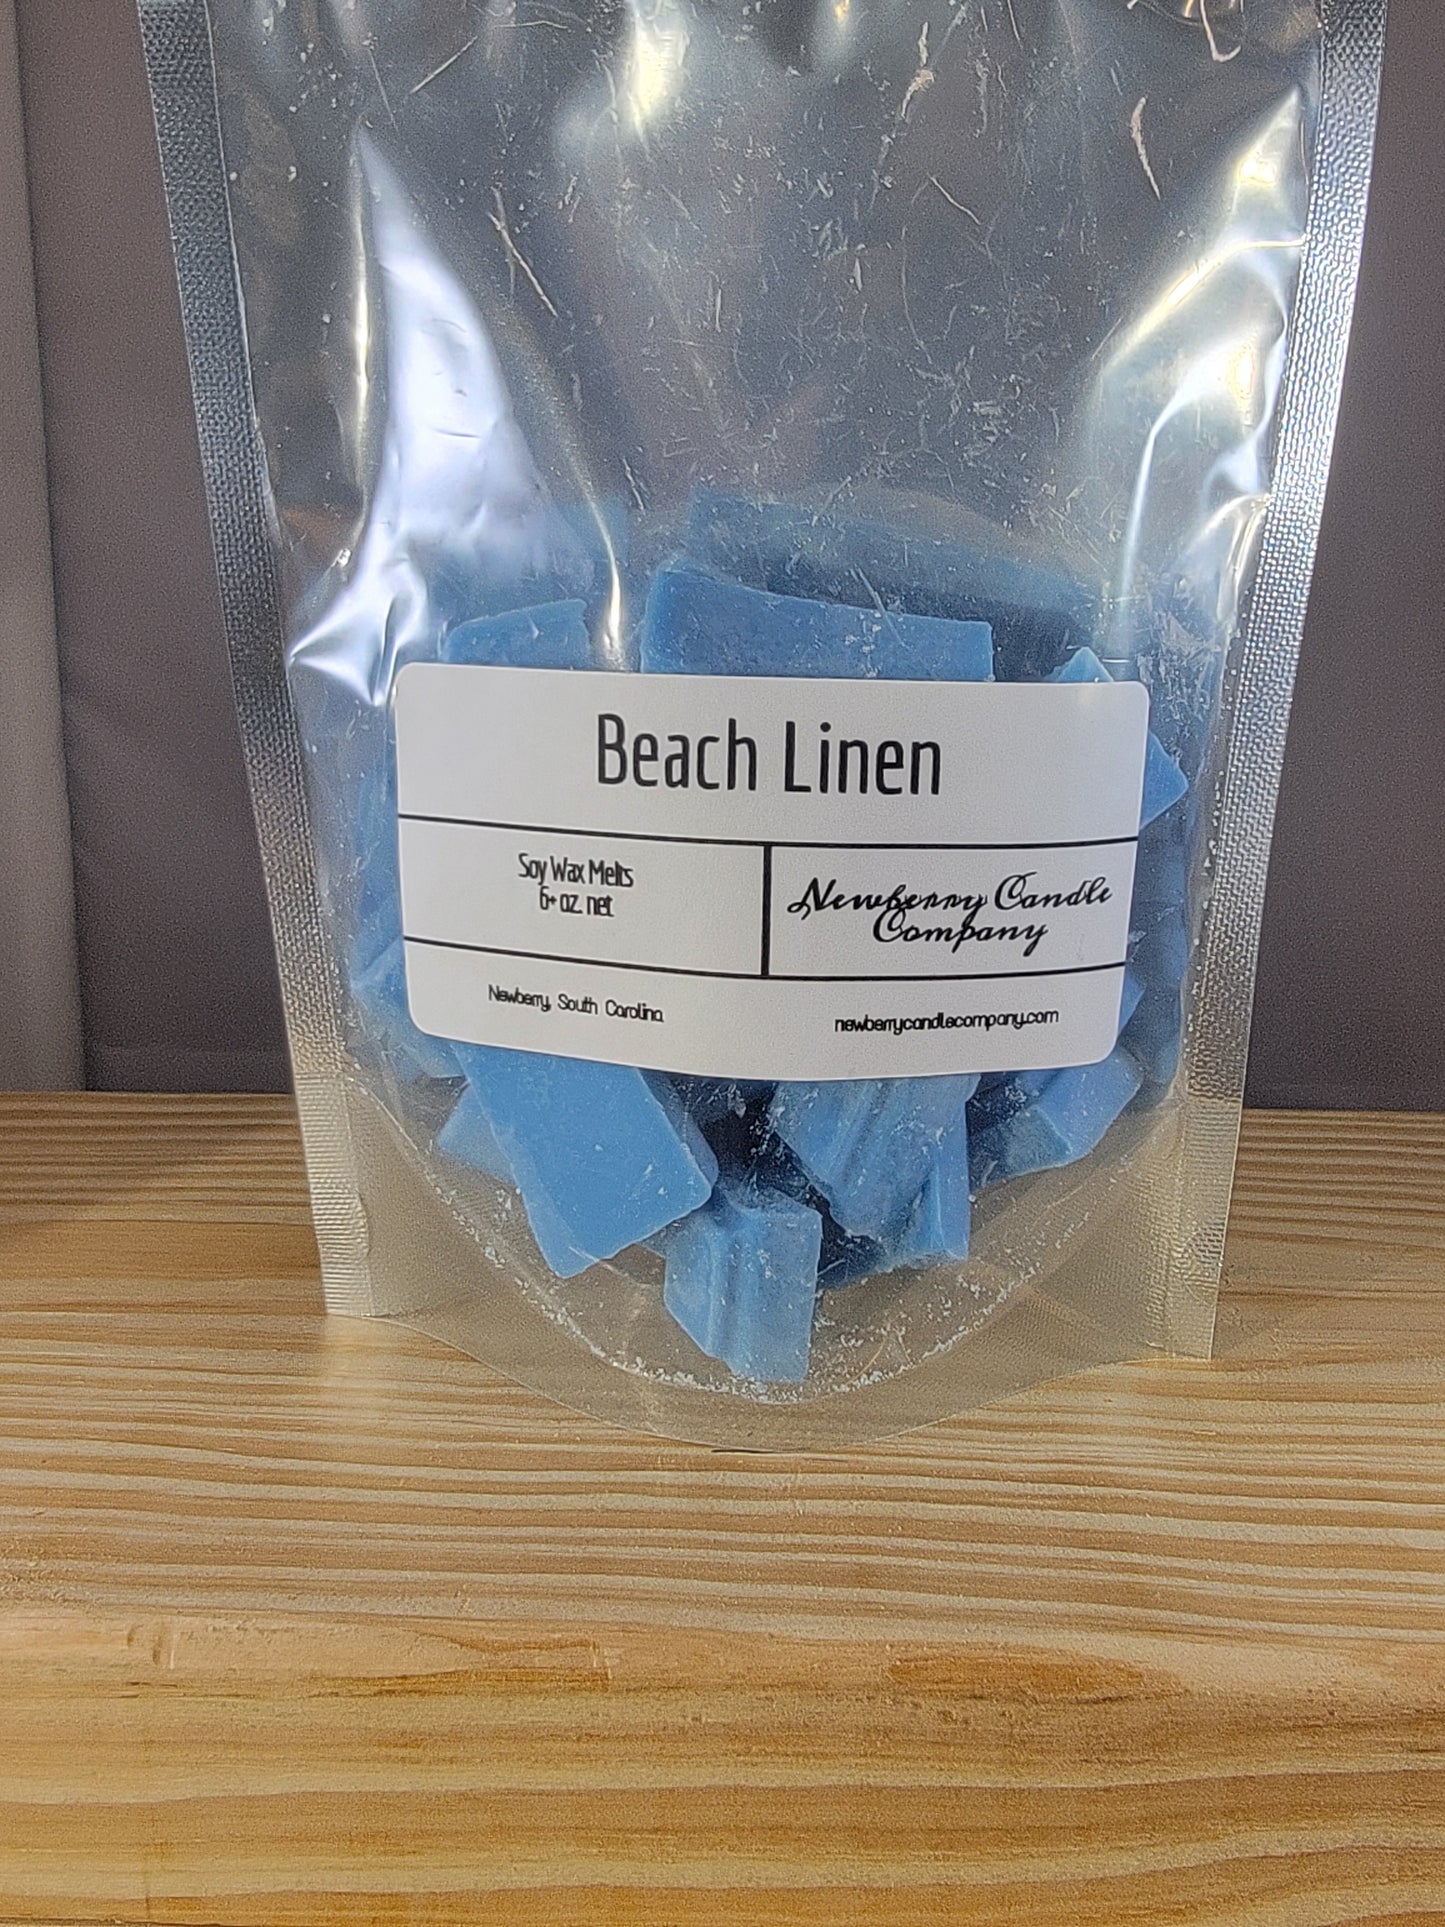 Beach Linen
Soy Wax Melts
6+ oz. net
Newberry Candle
Company
Newberry, South Carolina
newberrycandlecompany.com